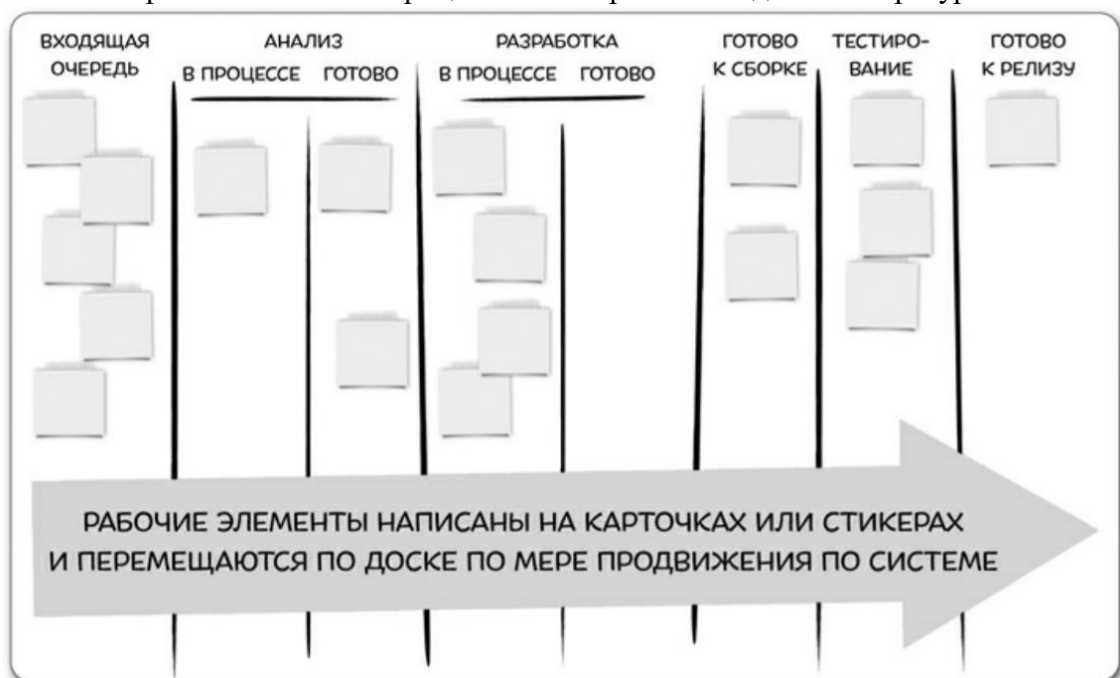 ВХОДЯЩАЯ
ОЧЕРЕДЬ
АНАЛИЗ
В ПРОЦЕССЕ ГОТОВО
РАЗРАБОТКА
В ПРОЦЕССЕ ГОТОВО
ГОТОВО
К СБОРКЕ
ТЕСТИРО-
ВАНИЕ
ГОТОВО
К РЕЛИЗУ
РАБОЧИЕ ЭЛЕМЕНТЫ НАПИСАНЫ НА КАРТОЧКАХ ИЛИ СТИКЕРАХ
И ПЕРЕМЕЩАЮТСЯ ПО ДОСКЕ ПО МЕРЕ ПРОДВИЖЕНИЯ ПО СИСТЕМЕ